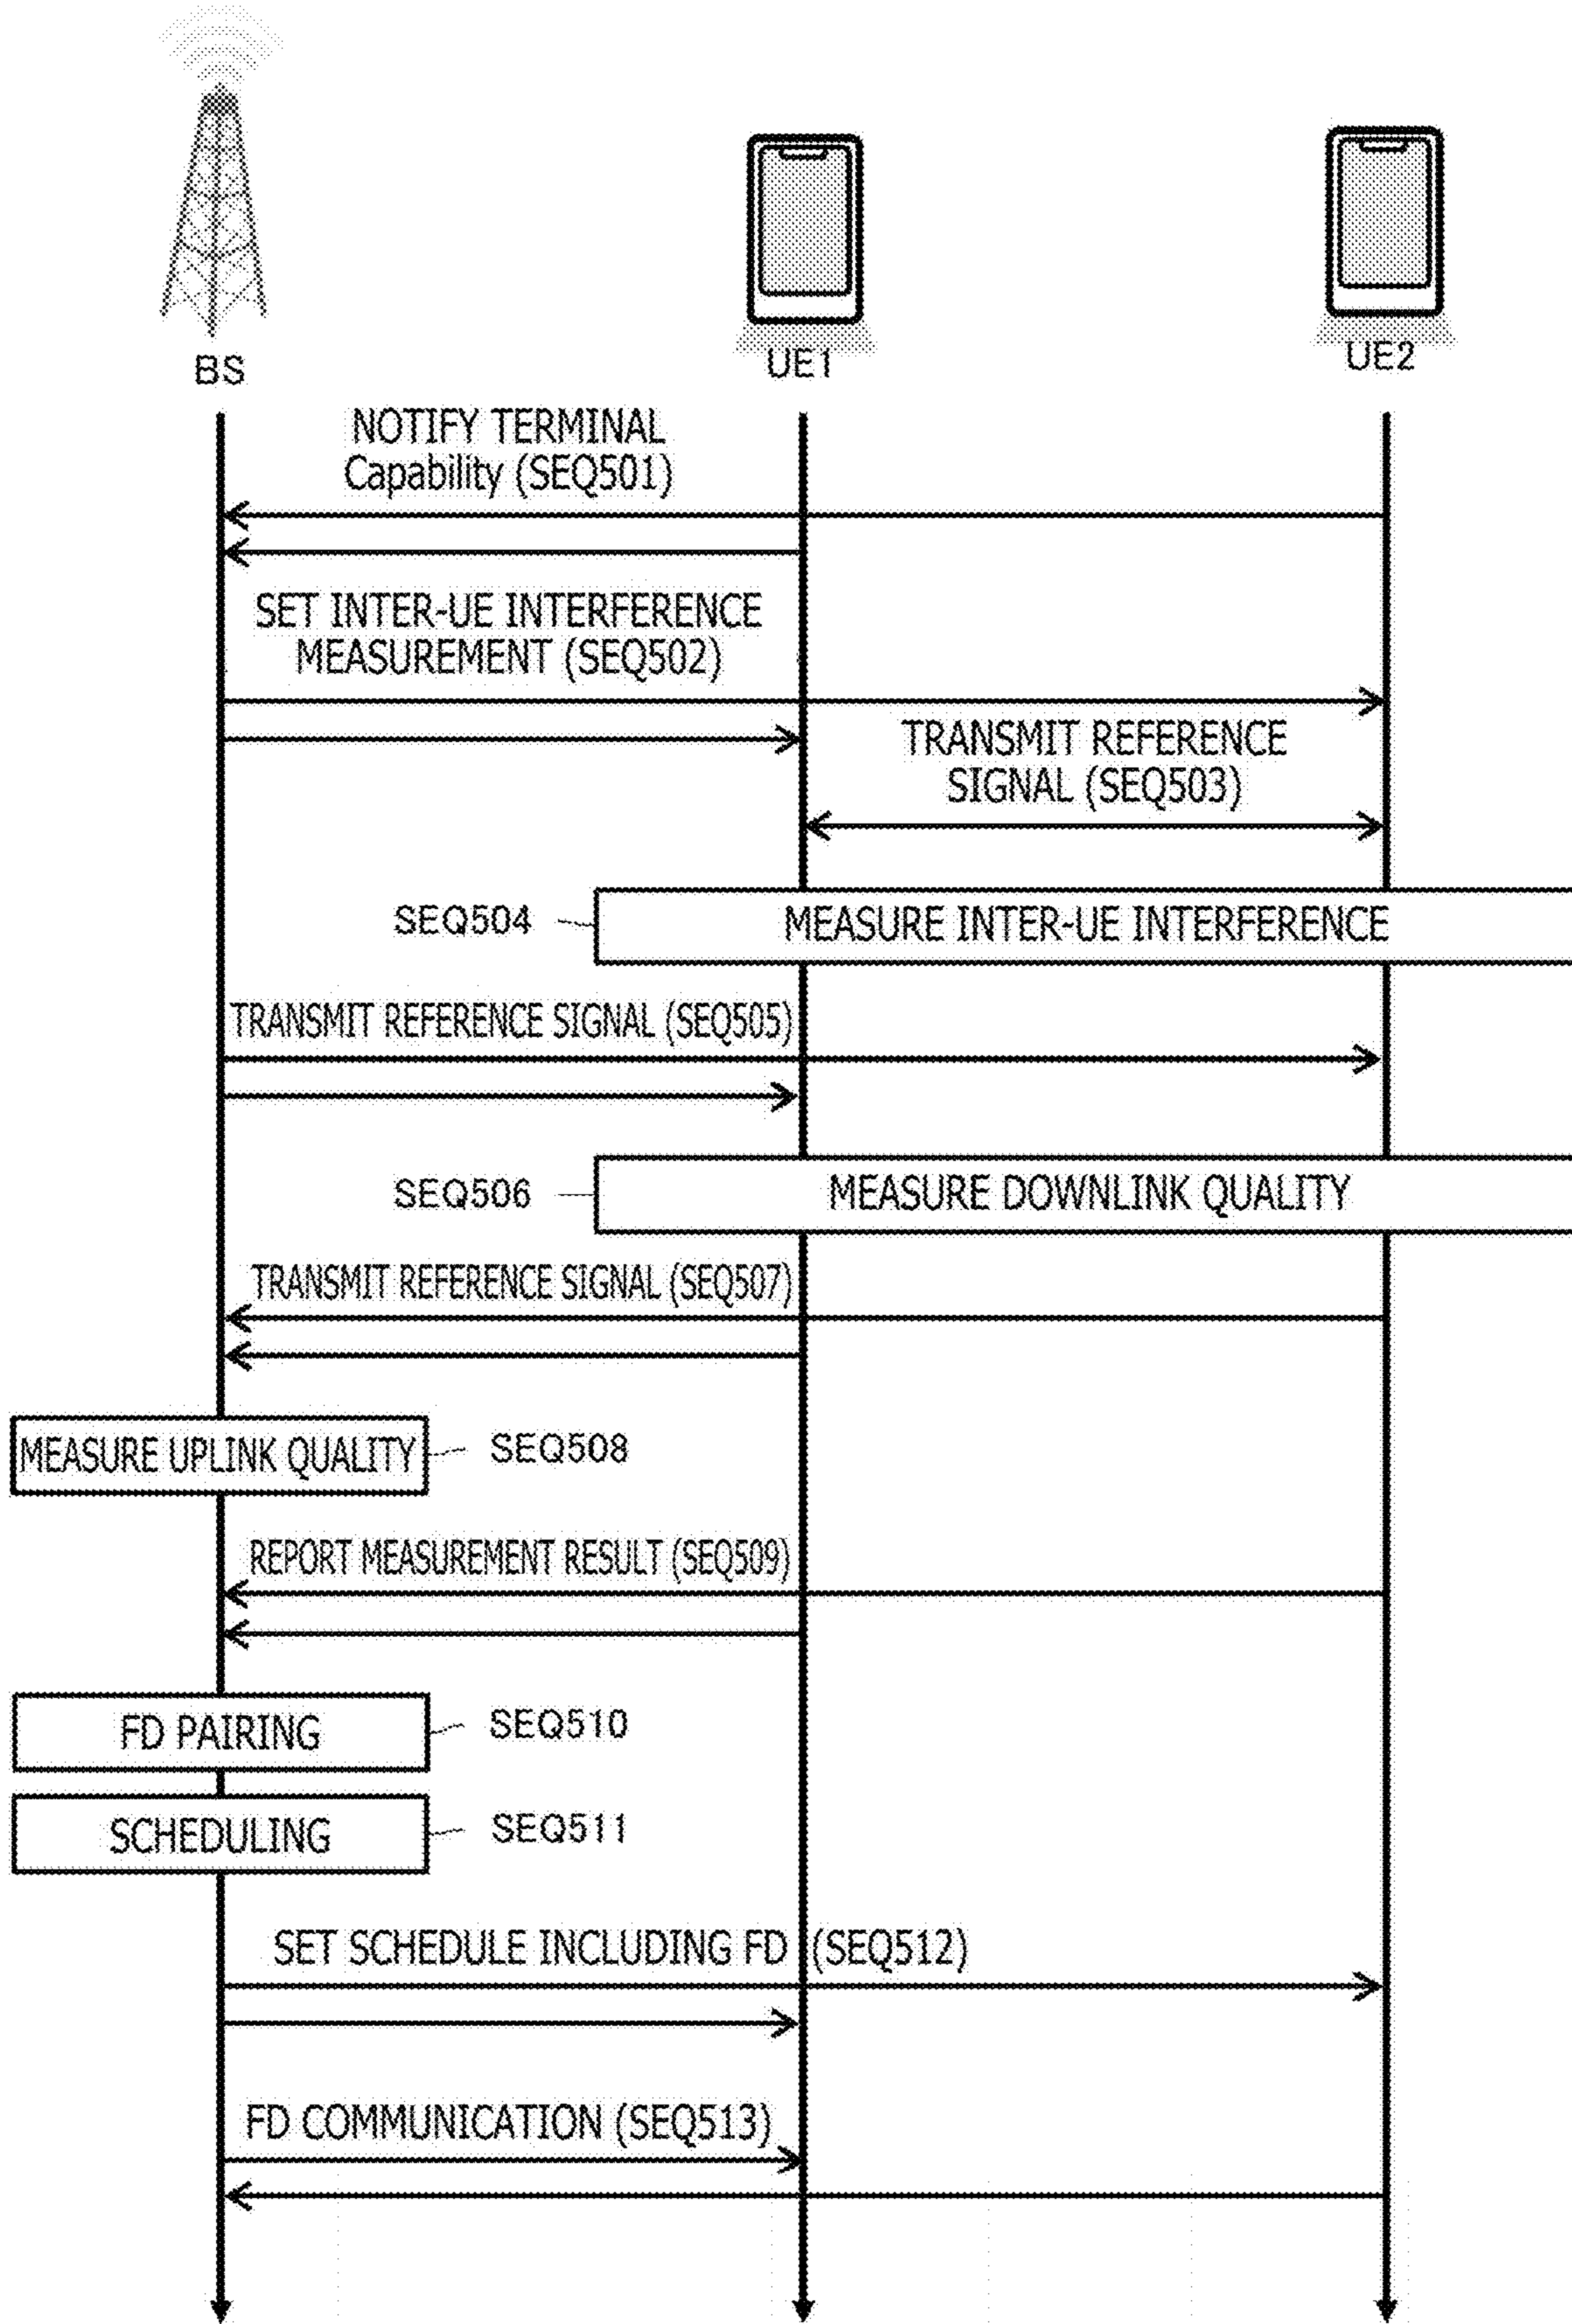 BS
UE1
UE2
NOTIFY TERMINAL
Capability (SEQ501)
SET INTER-UE INTERFERENCE
MEASUREMENT (SEQ502)
TRANSMIT REFERENCE
SIGNAL (SEQ503)
SEQ504
MEASURE INTER-UE INTERFERENCE
TRANSMIT REFERENCE SIGNAL (SEQ505)
SEQ506
MEASURE DOWNLINK QUALITY
TRANSMIT REFERENCE SIGNAL (SEQ507)
MEASURE UPLINK QUALITY
SEQ508
REPORT MEASUREMENT RESULT (SEQ509)
FD PAIRING
SEQ510
SCHEDULING
SEQ511
SET SCHEDULE INCLUDING FD (SEQ512)
FD COMMUNICATION (SEQ513)